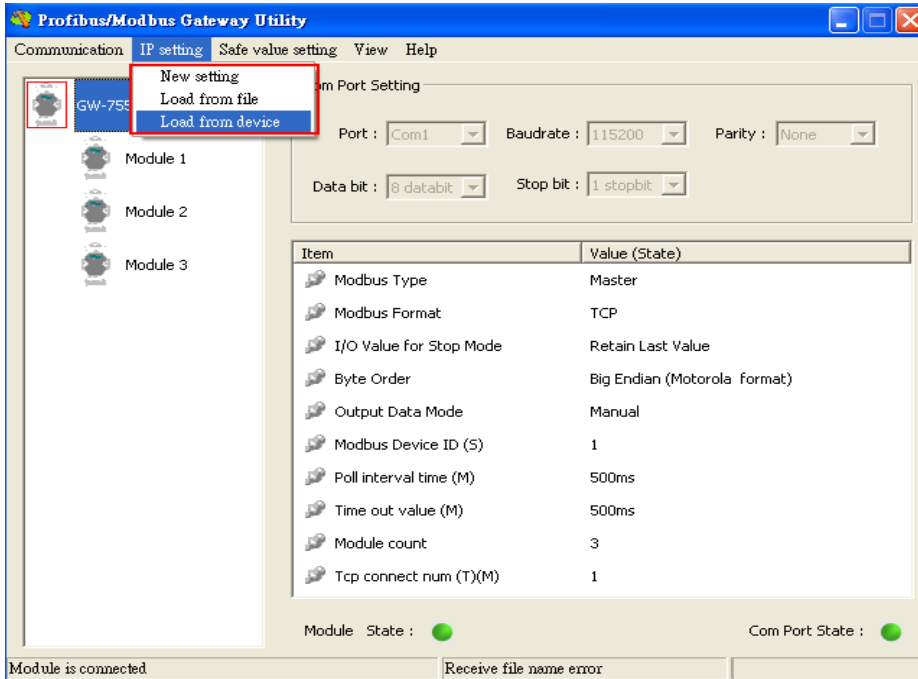 Profibus/Modbus Gateway Utility
Communication IP setting Safe value setting View Help
New setting
Load from file
Load from device
om Port Setting
GW-755
Port : Com1 Baudrate : 115200 Parity : None
Module 1
Data bit : 8 databit Stop bit : 1 stopbit
Module 2
Module 3
Item Value (State)
Modbus Type Master
Modbus Format TCP
I/O Value for Stop Mode Retain Last Value
Byte Order Big Endian (Motorola format)
Output Data Mode Manual
Modbus Device ID (S) 1
Poll interval time (M) 500ms
Time out value (M) 500ms
Module count 3
Tcp connect num (T)(M) 1
Module State : Com Port State :
Module is connected Receive file name error